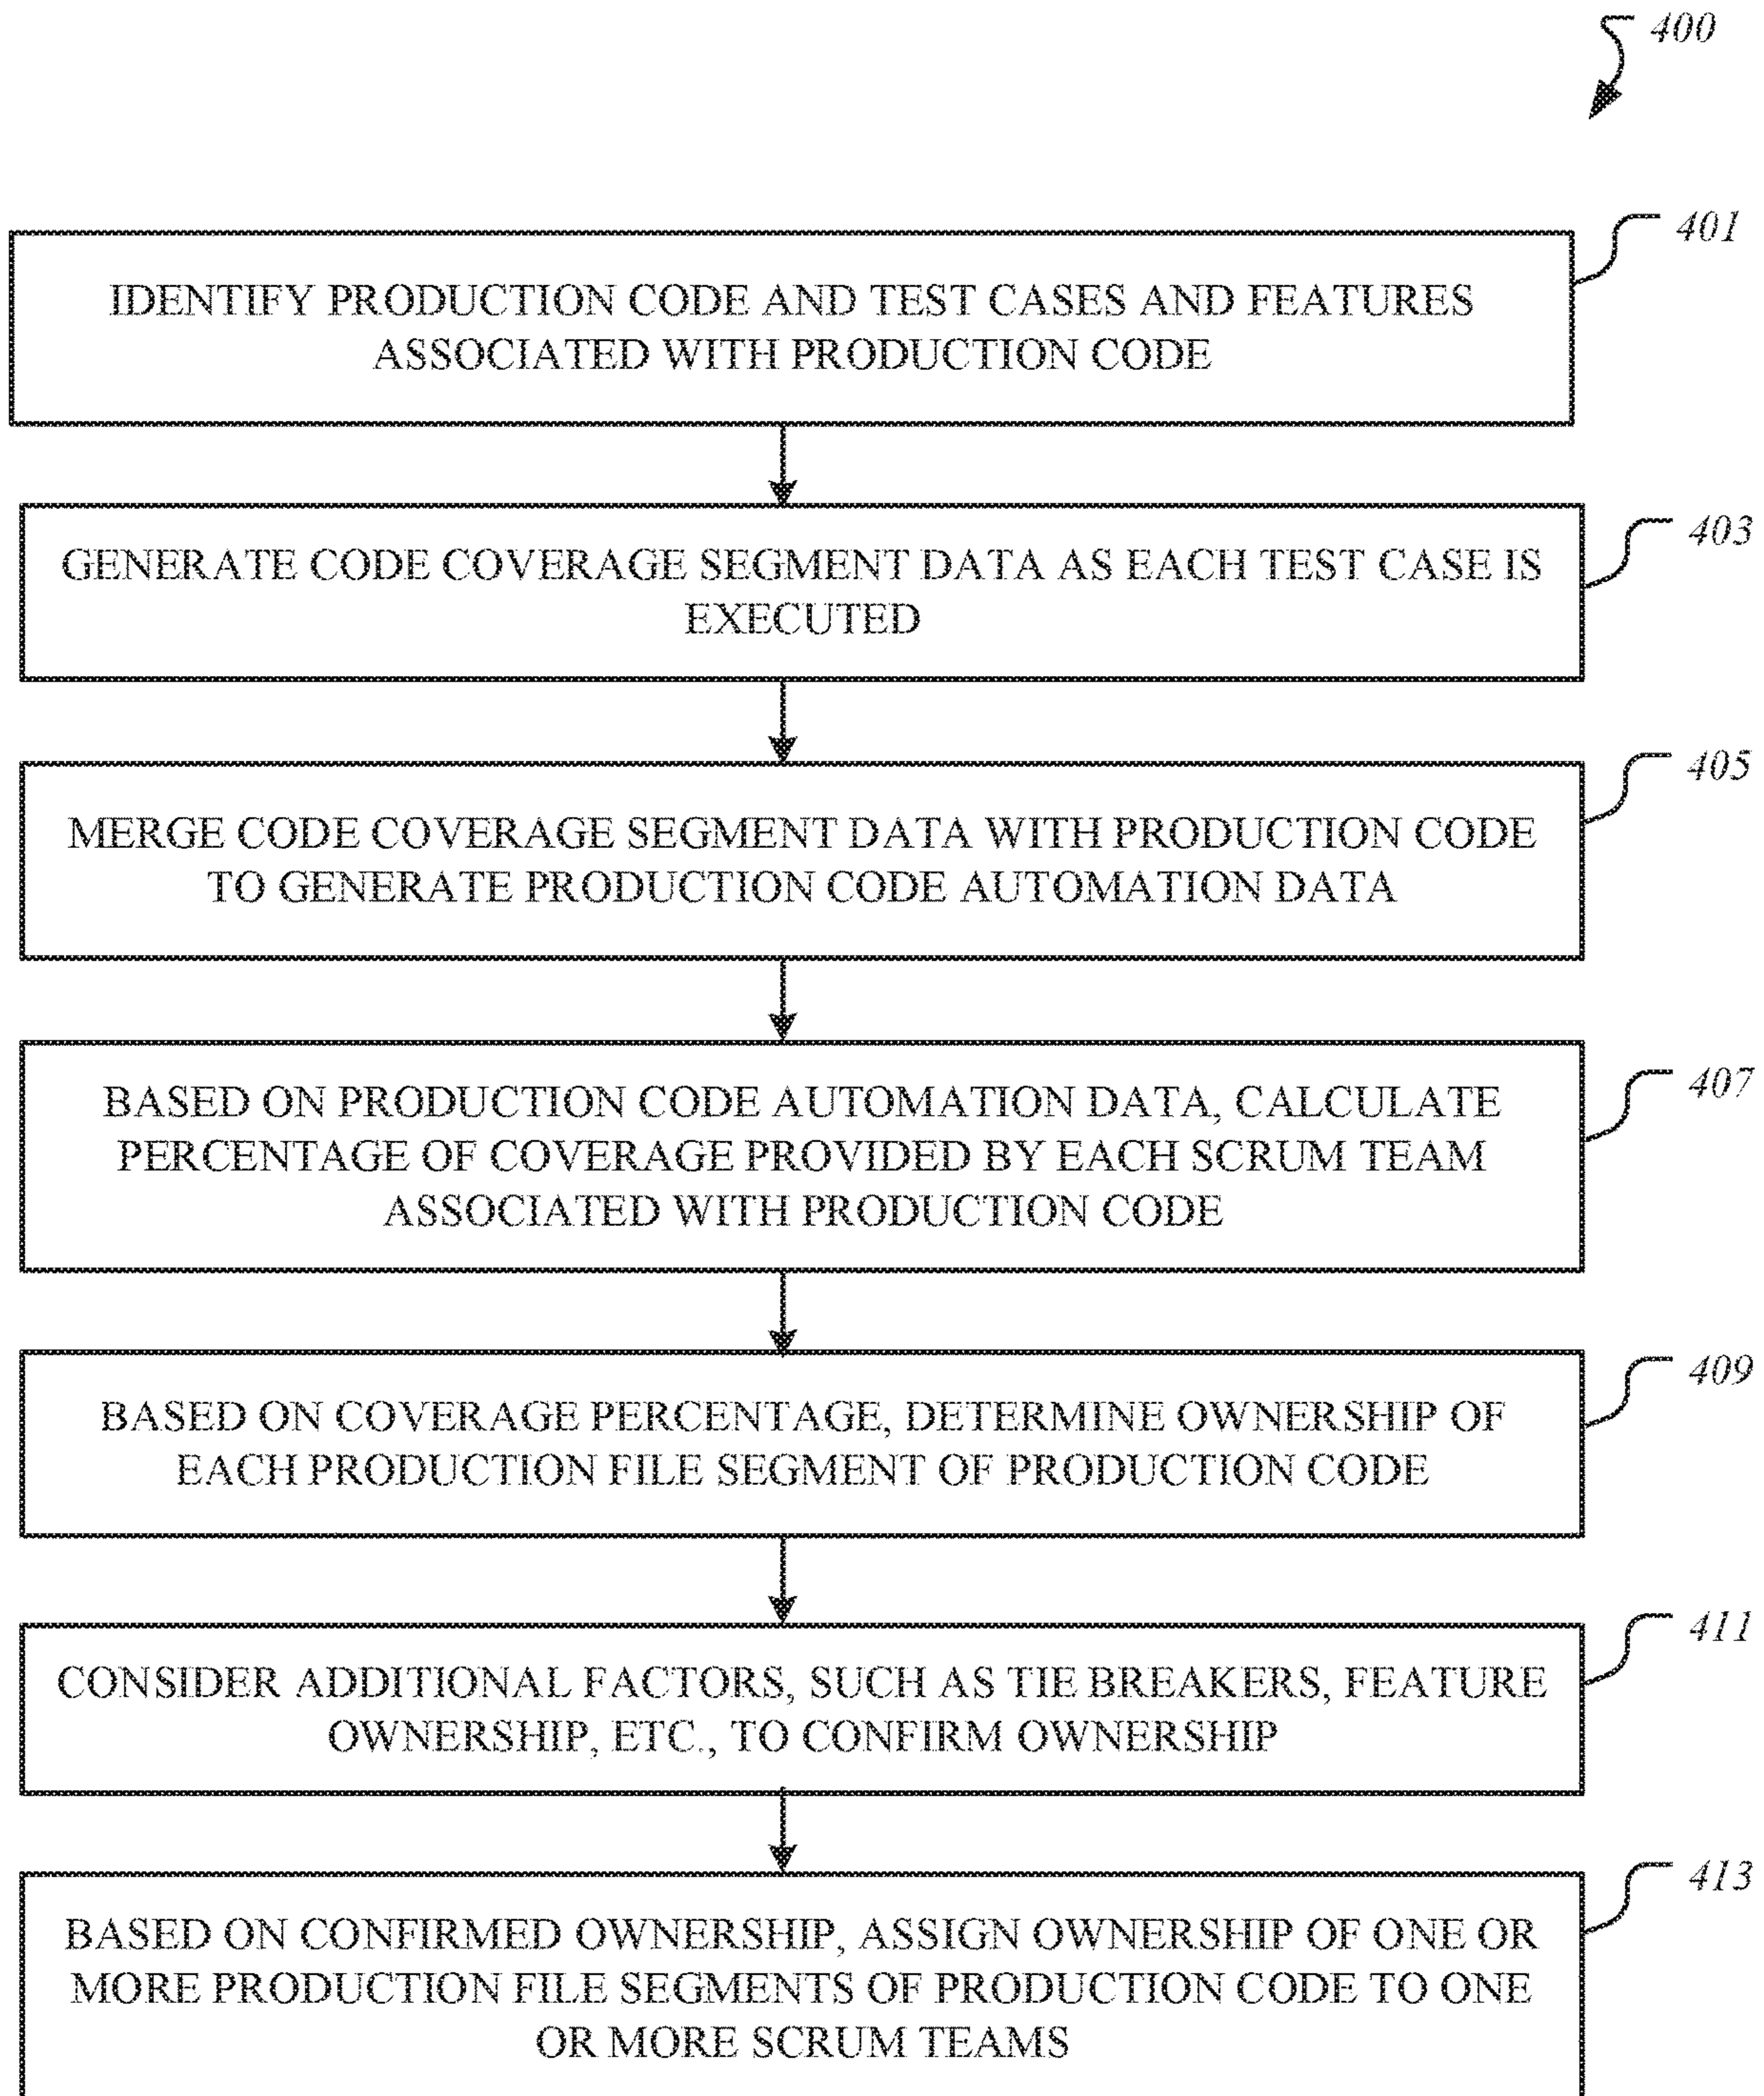 400
401
IDENTIFY PRODUCTION CODE AND TEST CASES AND FEATURES
ASSOCIATED WITH PRODUCTION CODE
403
GENERATE CODE COVERAGE SEGMENT DATA AS EACH TEST CASE IS
EXECUTED
405
MERGE CODE COVERAGE SEGMENT DATA WITH PRODUCTION CODE
TO GENERATE PRODUCTION CODE AUTOMATION DATA
407
BASED ON PRODUCTION CODE AUTOMATION DATA, CALCULATE
PERCENTAGE OF COVERAGE PROVIDED BY EACH SCRUM TEAM
ASSOCIATED WITH PRODUCTION CODE
409
BASED ON COVERAGE PERCENTAGE, DETERMINE OWNERSHIP OF
EACH PRODUCTION FILE SEGMENT OF PRODUCTION CODE
411
CONSIDER ADDITIONAL FACTORS, SUCH AS TIE BREAKERS, FEATURE
OWNERSHIP, ETC., TO CONFIRM OWNERSHIP
413
BASED ON CONFIRMED OWNERSHIP, ASSIGN OWNERSHIP OF ONE OR
MORE PRODUCTION FILE SEGMENTS OF PRODUCTION CODE TO ONE
OR MORE SCRUM TEAMS